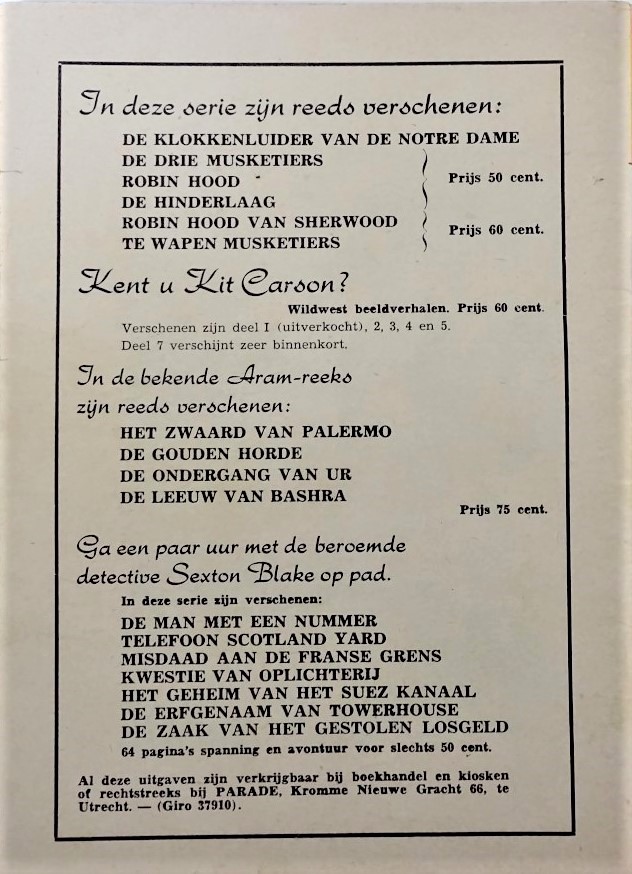 In deze serie zijn reeds verschenen:
DE KLOKKENLUIDER VAN DE NOTRE DAME
DE DRIE MUSKETIERS
ROBIN HOOD
Prijs 50 cent.
DE HINDERLAAG
ROBIN HOOD VAN SHERWOOD
Prijs 60 cent.
TE WAPEN MUSKETIERS
Kent u Kit Carson?
Wildwest beeldverhalen. Prijs 60 cent.
Verschenen zijn deel I (uitverkocht), 2, 3, 4 en 5.
Deel 7 verschijnt zeer binnenkort.
In de bekende Aram-reeks
zijn reeds verschenen:
HET ZWAARD VAN PALERMO
DE GOUDEN HORDE
DE ONDERGANG VAN UR
DE LEEUW VAN BASHRA
Prijs 75 cent.
Ga een paar uur met de beroemde
detective Sexton Blake op pad.
In deze serie zijn verschenen:
DE MAN MET EEN NUMMER
TELEFOON SCOTLAND YARD
MISDAAD AAN DE FRANSE GRENS
KWESTIE VAN OPLICHTERIJ
HET GEHEIM VAN HET SUEZ KANAAL
DE ERFGENAAM VAN TOWERHOUSE
DE ZAAK VAN HET GESTOLEN LOSGELD
64 pagina's spanning en avontuur voor slechts 50 cent.
Al deze uitgaven zijn verkrijgbaar bij boekhandel en kiosken
of rechtstreeks bij PARADE, Kromme Nieuwe Gracht 66, te
Utrecht. — (Giro 37910).